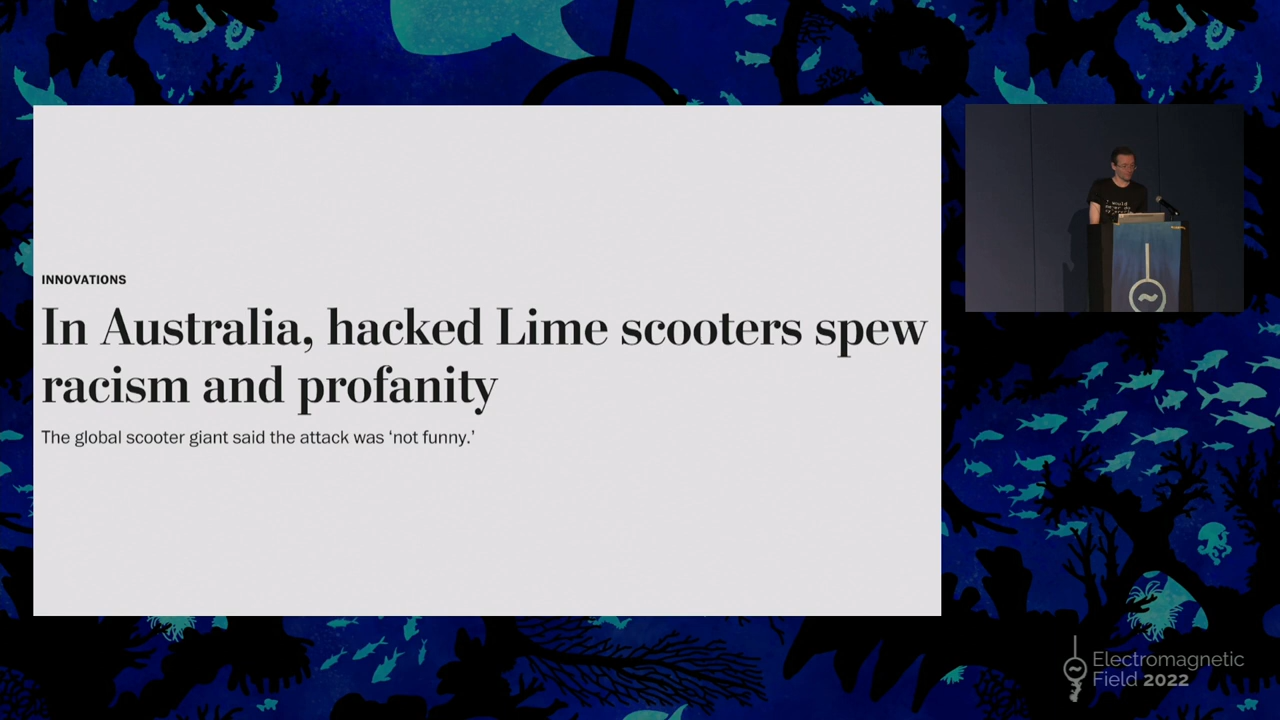 INNOVATIONS
In Australia, hacked Lime scooters spew
racism and profanity
The global scooter giant said the attack was ‘not funny.’
Electromagnetic
Field 2022